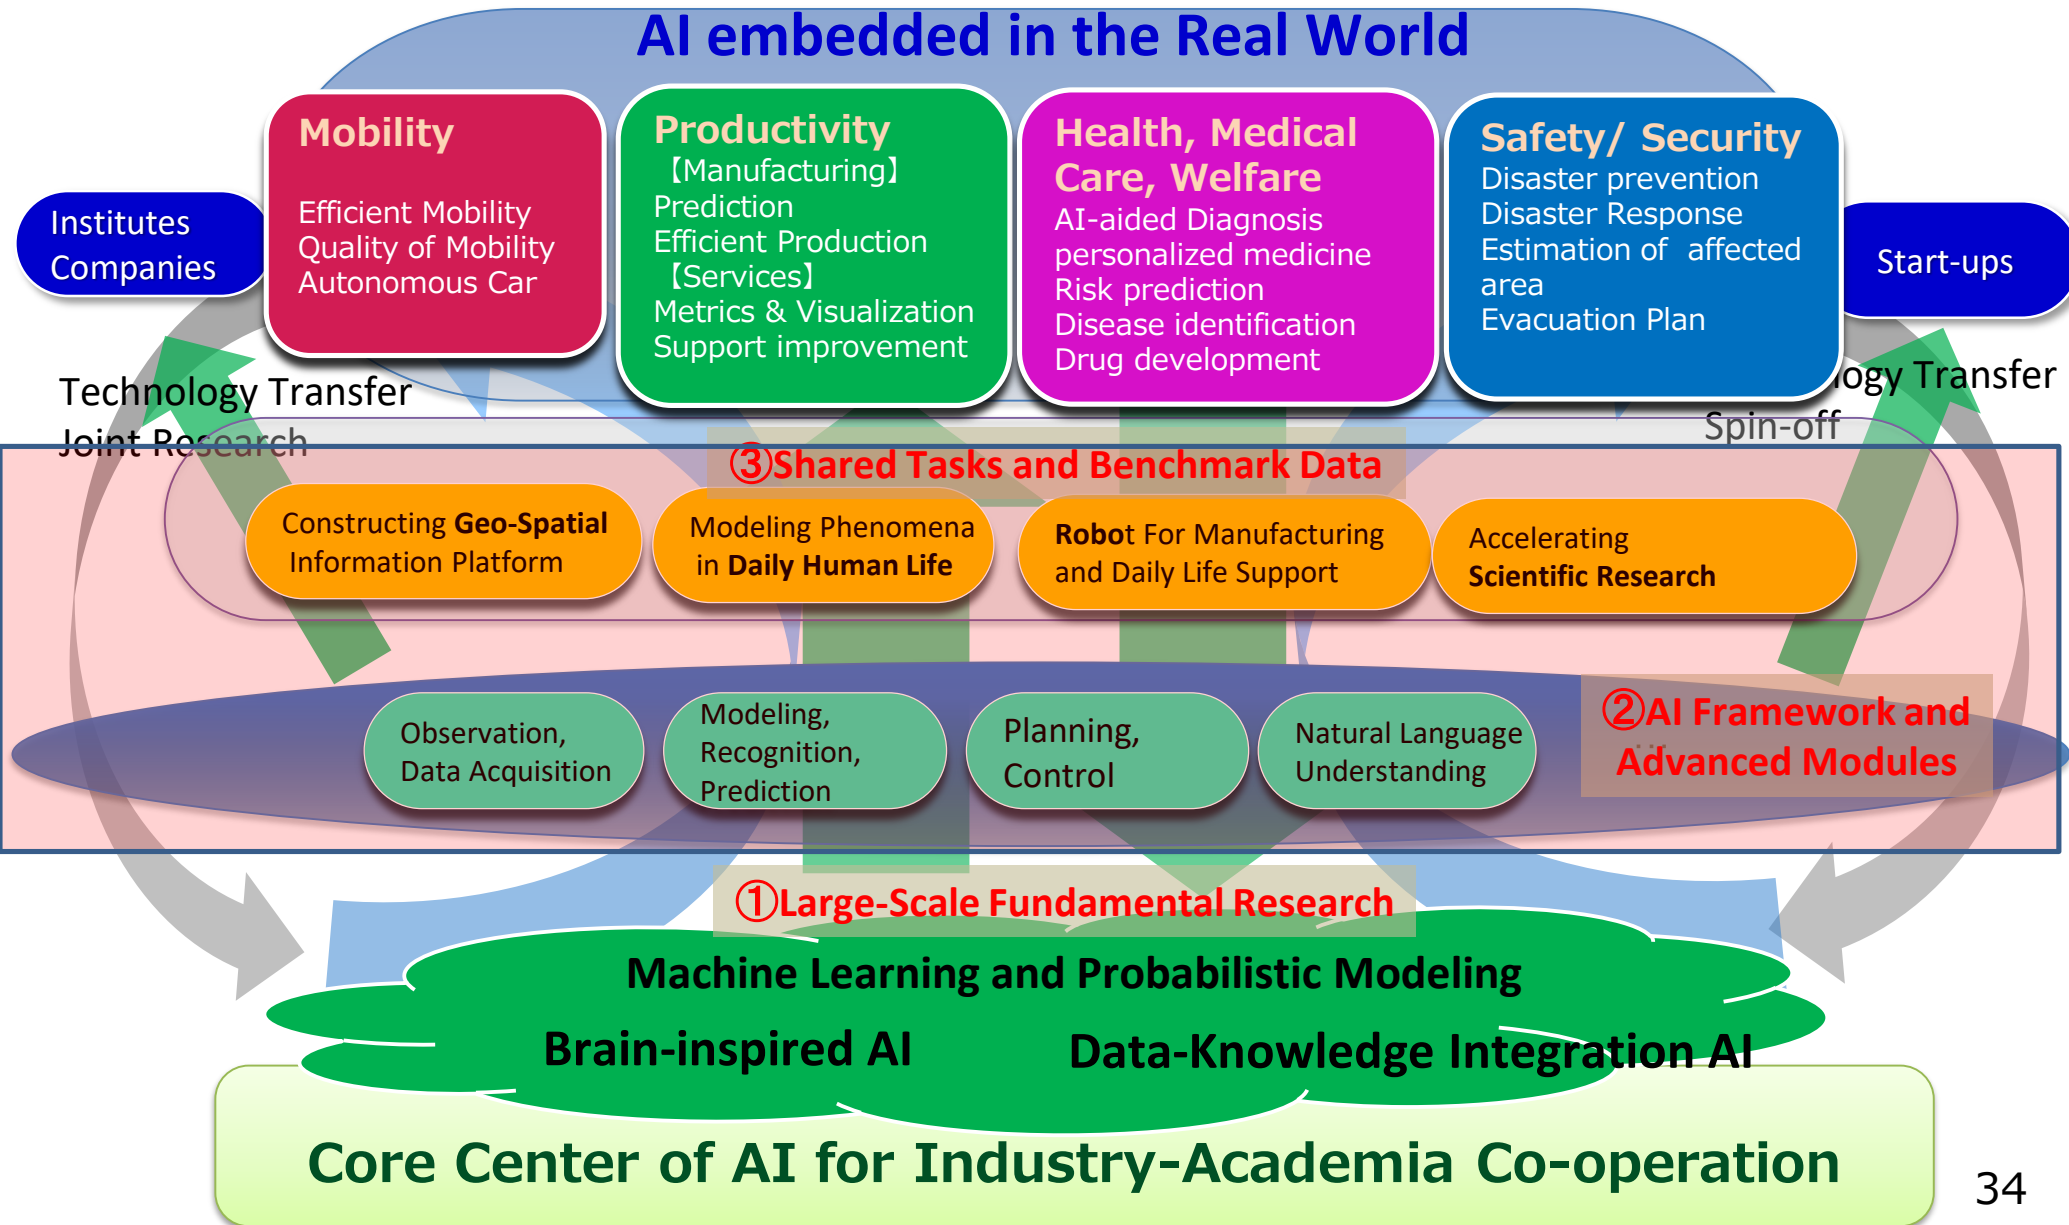 AI embedded in the Real World
Mobility
Efficient Mobility
Quality of Mobility
Autonomous Car
Productivity
【Manufacturing】
Prediction
Efficient Production
【Services】
Metrics & Visualization
Support improvement
Health, Medical
Care, Welfare
AI-aided Diagnosis
personalized medicine
Risk prediction
Disease identification
Drug development
Safety/ Security
Disaster prevention
Disaster Response
Estimation of affected
area
Evacuation Plan
Institutes
Companies
Start-ups
Technology Transfer
Joint Research
Transfer
Spin-off
③Shared Tasks and Benchmark Data
Constructing Geo-Spatial
Information Platform
Modeling Phenomena
in Daily Human Life
Robot For Manufacturing
and Daily Life Support
Accelerating
Scientific Research
Observation,
Data Acquisition
Modeling,
Recognition,
Prediction
Planning,
Control
Natural Language
Understanding
…
②AI Framework and
Advanced Modules
①Large-Scale Fundamental Research
Machine Learning and Probabilistic Modeling
Brain-inspired AI
Data-Knowledge Integration AI
Core Center of AI for Industry-Academia Co-operation
34